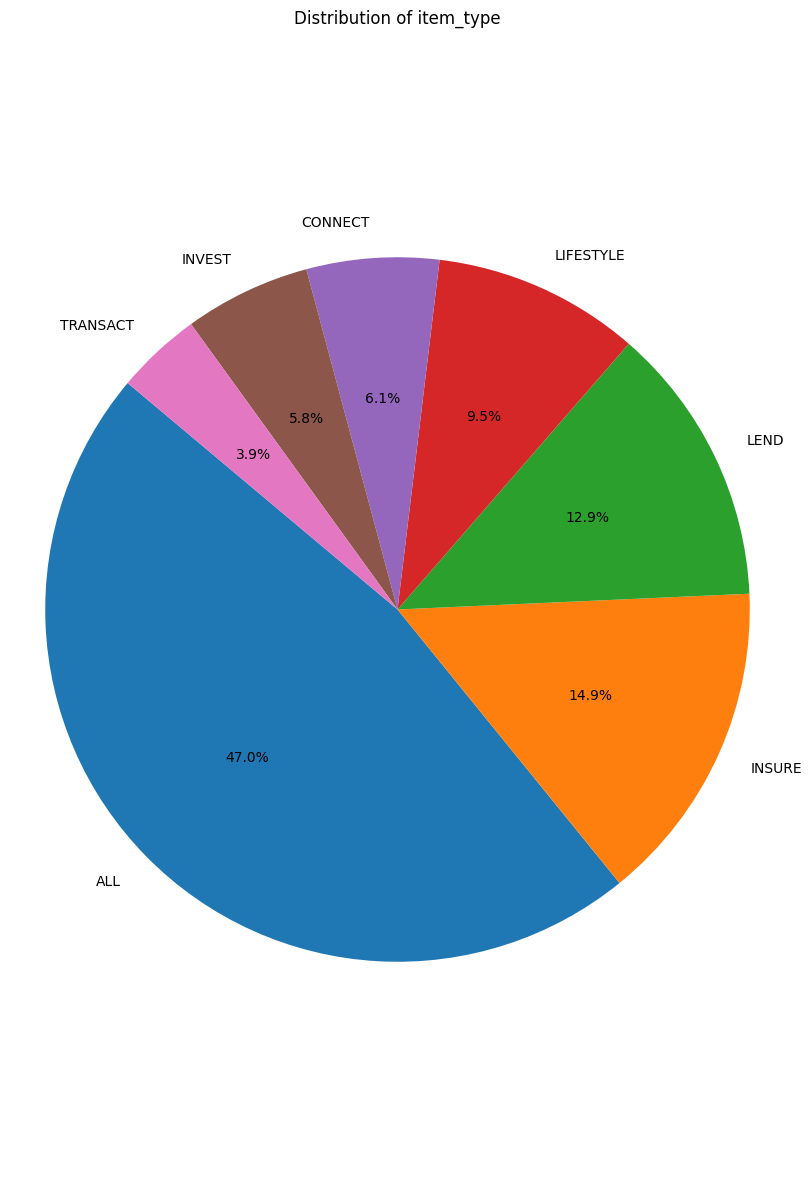 Distribution of item_type
CONNECT
INVEST
LIFESTYLE
TRANSACT
6.1%
5.8%
9.5%
LEND
3.9%
12.9%
14.9%
47.0%
INSURE
ALL